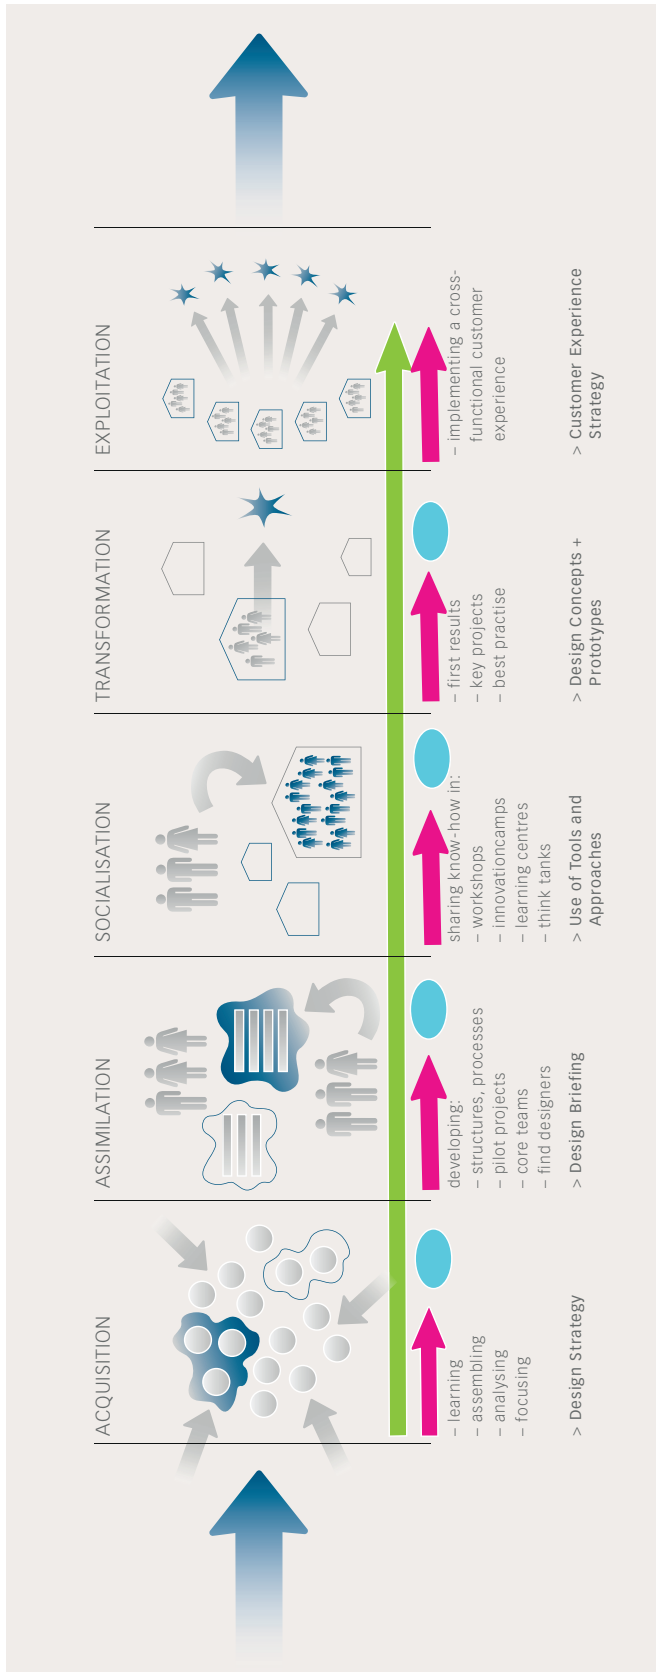 ACQUISITION
– learning
– assembling
– analysing
– focusing
> Design Strategy
ASSIMILATION
developing:
– structures, processes
– pilot projects
– core teams
– find designers
> Design Briefing
SOCIALISATION
sharing know-how in:
– workshops
– innovationcamps
– learning centres
– think tanks
> Use of Tools and
Approaches
TRANSFORMATION
– first results
– key projects
– best practise
> Design Concepts +
Prototypes
EXPLOITATION
– implementing a cross-
functional customer
experience
> Customer Experience
Strategy